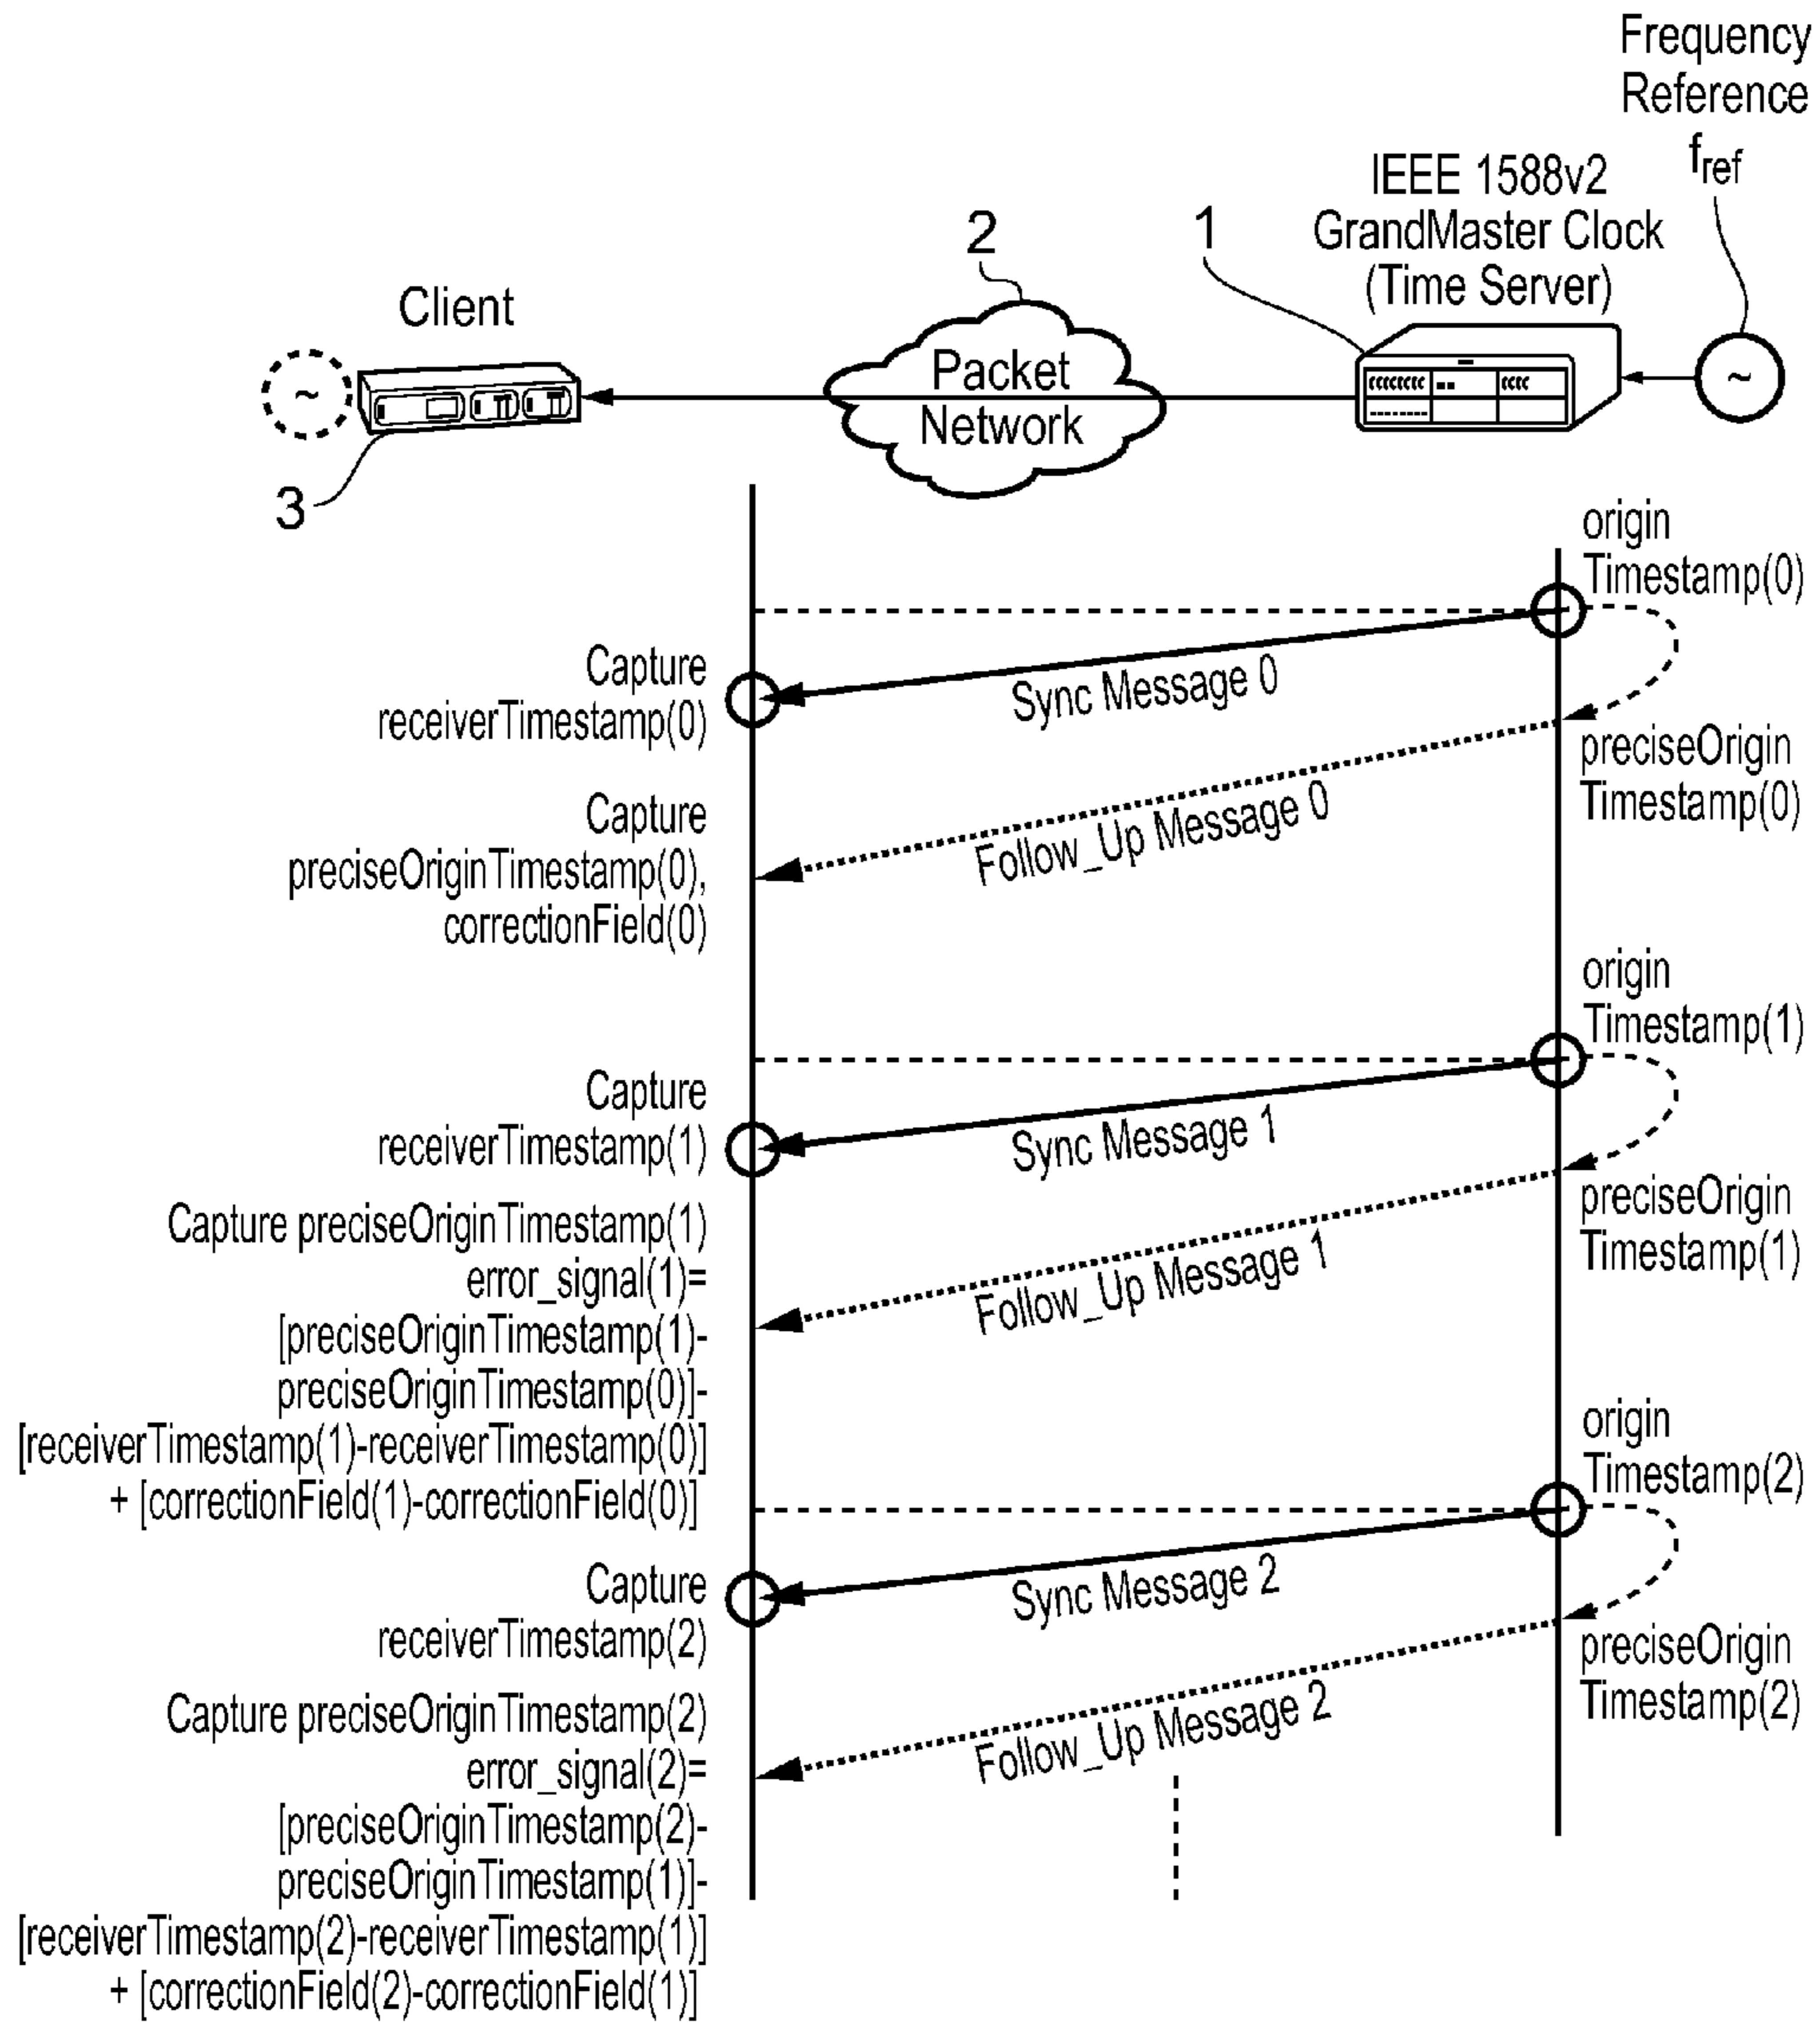 Frequency
Reference
fref
IEEE 1588v2
GrandMaster Clock
(Time Server)
1
2
Client
Packet
Network
~
~
3
origin
Timestamp(0)
Capture
receiverTimestamp(0)
Sync Message 0
preciseOrigin
Timestamp(0)
Follow_Up Message 0
Capture
preciseOriginTimestamp(0),
correctionField(0)
origin
Timestamp(1)
Capture
receiverTimestamp(1)
Sync Message 1
preciseOrigin
Timestamp(1)
Follow_Up Message 1
Capture preciseOriginTimestamp(1)
error_signal(1)=
[preciseOriginTimestamp(1)-
preciseOriginTimestamp(0)]-
[receiverTimestamp(1)-receiverTimestamp(0)]
+ [correctionField(1)-correctionField(0)]
origin
Timestamp(2)
Capture
receiverTimestamp(2)
Sync Message 2
preciseOrigin
Timestamp(2)
Follow_Up Message 2
Capture preciseOriginTimestamp(2)
error_signal(2)=
[preciseOriginTimestamp(2)-
preciseOriginTimestamp(1)]-
[receiverTimestamp(2)-receiverTimestamp(1)]
+ [correctionField(2)-correctionField(1)]